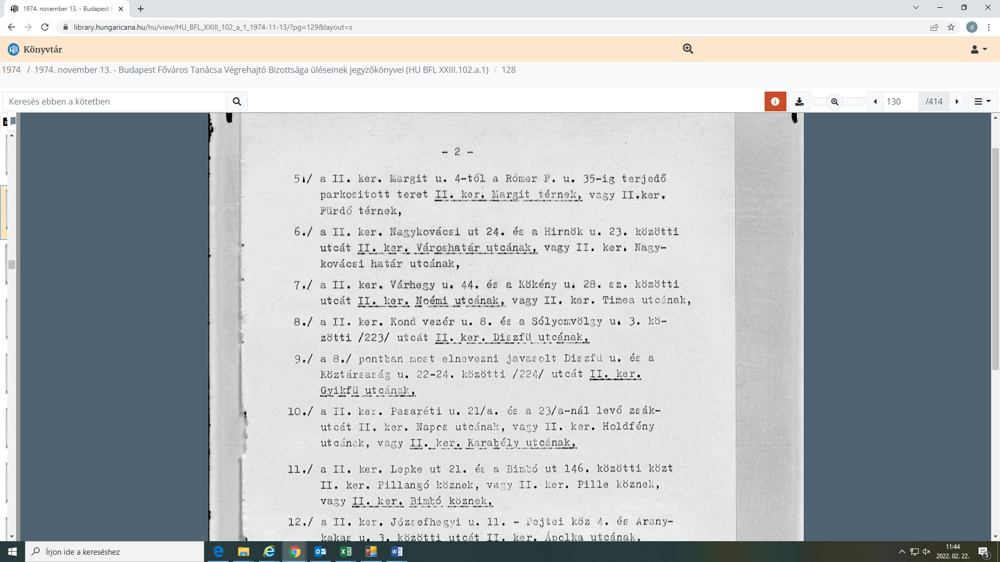 1974. november 13. - Budapest F
library.hungaricana.hu/hu/view/HU_BFL_XXIII_102_a_1_1974-11-13/?pg=129&layout=s
d
Könyvtár
1974 / 1974. november 13. - Budapest Főváros Tanácsa Végrehajtó Bizottsága üléseinek jegyzőkönyvei (HU BFL XXIII.102.a.1) / 128
Keresés ebben a kötetben
130 /414
- 2 -
5./ a II. ker. Margit u. 4-től a Rómer F. u. 35-ig terjedő
parkositott teret II. ker. Margit térnek, vagy II.ker.
Fürdő térnek,
6./ a II. ker. Nagykovácsi ut 24. és a Hirnök u. 23. közötti
utcát II. ker. Városhatár utcának, vagy II. ker. Nagy-
kovácsi határ utcának,
7./ a II. ker. Várhegy u. 44. és a Kökény u. 28. sz. közötti
utcát II. ker. Noémi utcának, vagy II. ker. Timea utcának,
8./ a II. ker. Kond vezér u. 8. és a Sólyomvölgy u. 3. kö-
zötti /223/ utcát II. ker. Diszfü utcának,
9./ a 8./ pontban most elnevezni javasolt Diszfü u. és a
Köztársaság u. 22-24. közötti /224/ utcát II. ker.
Gyikfü utcának,
10./ a II. ker. Pasaréti u. 21/a. és a 23/a-nál levő zsák-
utcát II. ker. Napos utcának, vagy II. ker. Holdfény
utcának, vagy II. ker. Karabély utcának,
11./ a II. ker. Lepke ut 21. és a Bimbó ut 146. közötti közt
II. ker. Pillangó köznek, vagy II. ker. Pille köznek,
vagy II. ker. Bimbó köznek,
12./ a II. ker. Józsefhegyi u. 11. - Fejtei köz 4. és Arany-
kakas u. 3. közötti utcát II. ker. Ápolka utcának,
Írjon ide a kereséshez
11:44
2022. 02. 22.
5